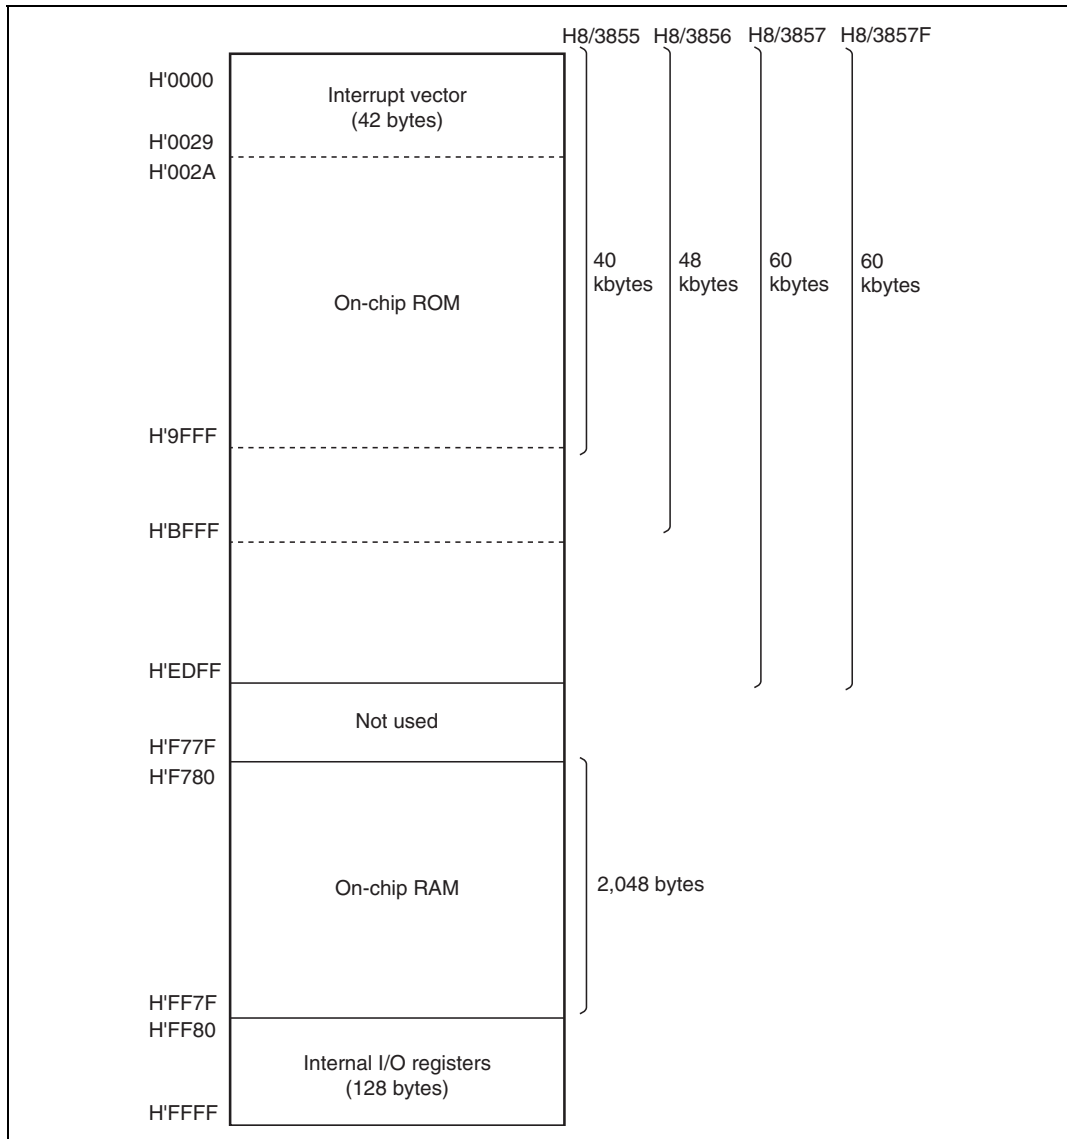 H8/3855 H8/3856 H8/3857 H8/3857F
H'0000
Interrupt vector
(42 bytes)
H'0029
H'002A
40
kbytes
48
kbytes
60
kbytes
60
kbytes
On-chip ROM
H'9FFF
H'BFFF
H'EDFF
Not used
H'F77F
H'F780
On-chip RAM
2,048 bytes
H'FF7F
H'FF80
Internal I/O registers
(128 bytes)
H'FFFF